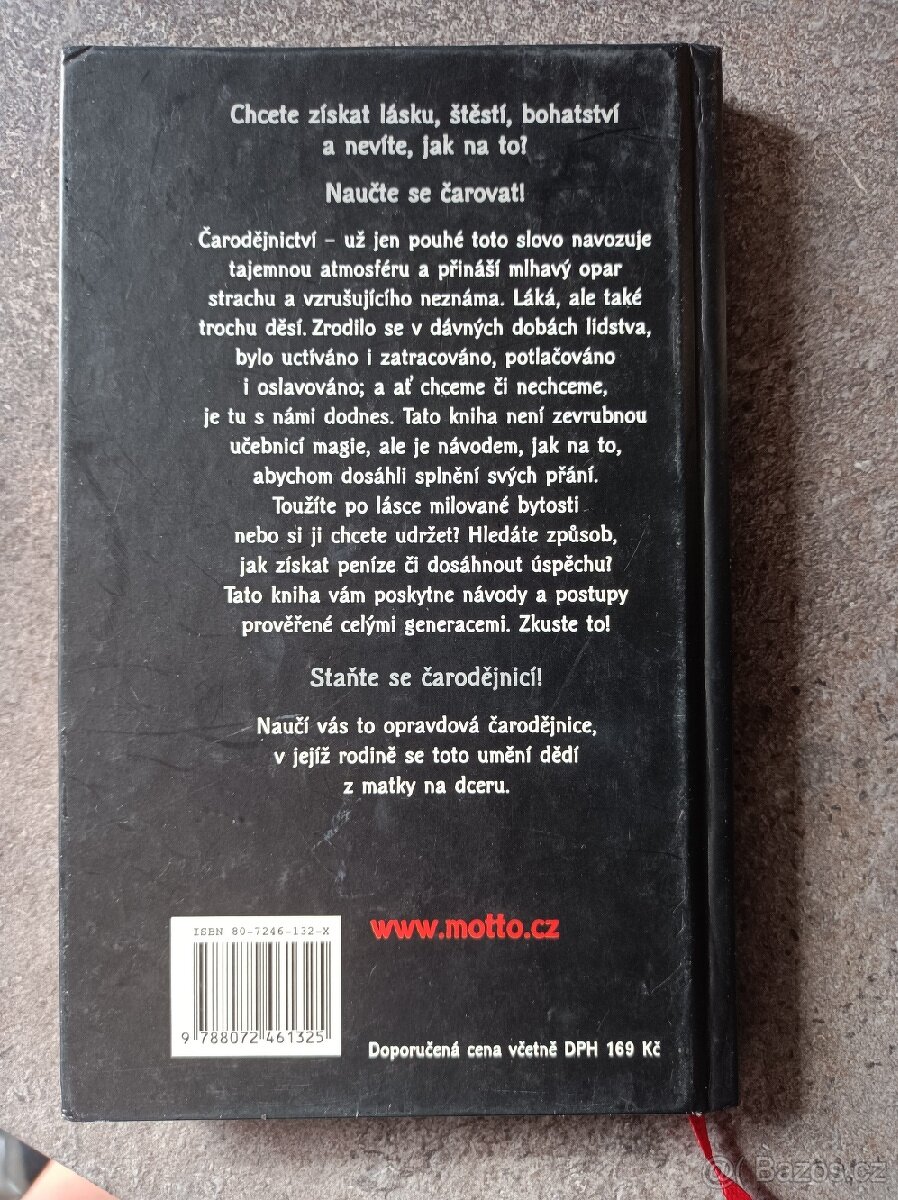 Chcete získat lásku, štěstí, bohatství
a nevíte, jak na to?
Naučte se čarovat!
Čarodějnictví – už jen pouhé toto slovo navozuje
tajemnou atmosféru a přináší mlhavý opar
strachu a vzrušujícího neznáma. Láká, ale také
trochu děsí. Zrodilo se v dávných dobách lidstva,
bylo uctíváno i zatracováno, potlačováno
i oslavováno; a ať chceme či nechceme,
je tu s námi dodnes. Tato kniha není zevrubnou
učebnicí magie, ale je návodem, jak na to,
abychom dosáhli splnění svých přání.
Toužíte po lásce milované bytosti
nebo si ji chcete udržet? Hledáte způsob,
jak získat peníze či dosáhnout úspěchu?
Tato kniha vám poskytne návody a postupy
prověřené celými generacemi. Zkuste to!
Staňte se čarodějnicí!
Naučí vás to opravdová čarodějnice,
v jejíž rodině se toto umění dědí
z matky na dceru.
ISBN 80-7246-132-X
www.motto.cz
9 788072 461325
Doporučená cena včetně DPH 169 Kč
Bazoš.cz